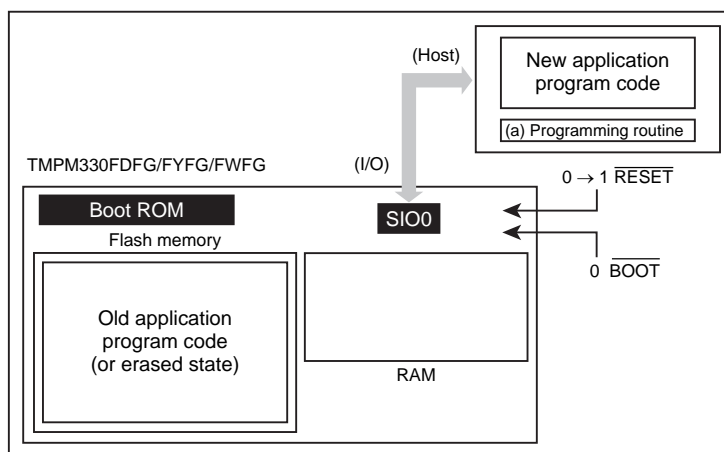 (Host)
New application
program code
(a) Programming routine
TMPM330FDFG/FYFG/FWFG
(I/O)
0 → 1 RESET
Boot ROM
SIO0
Flash memory
0 BOOT
Old application
program code
(or erased state)
RAM